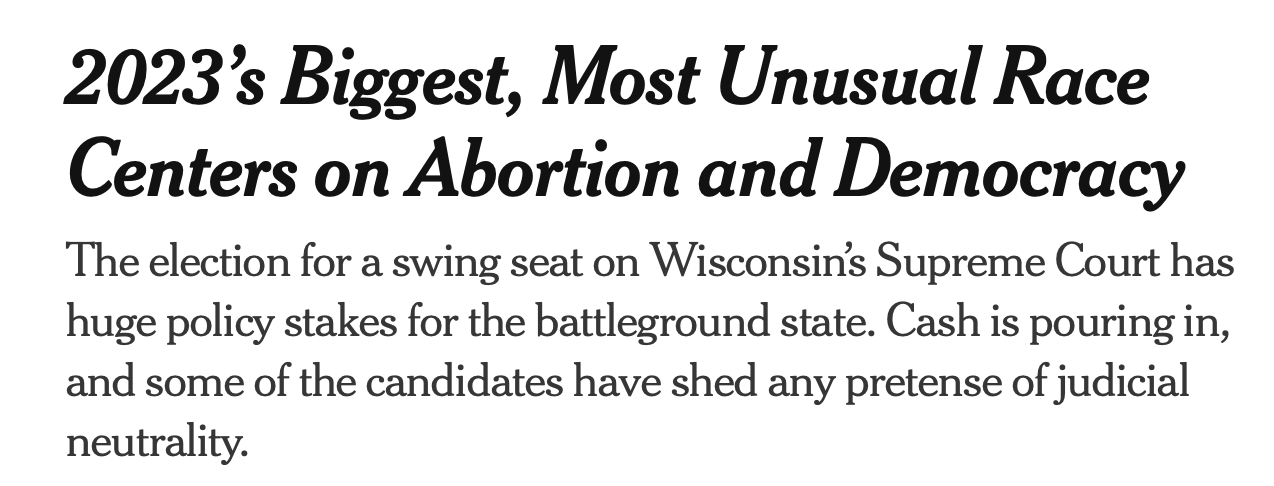 2023’s Biggest, Most Unusual Race
Centers on Abortion and Democracy
The election for a swing seat on Wisconsin’s Supreme Court has
huge policy stakes for the battleground state. Cash is pouring in,
and some of the candidates have shed any pretense of judicial
neutrality.